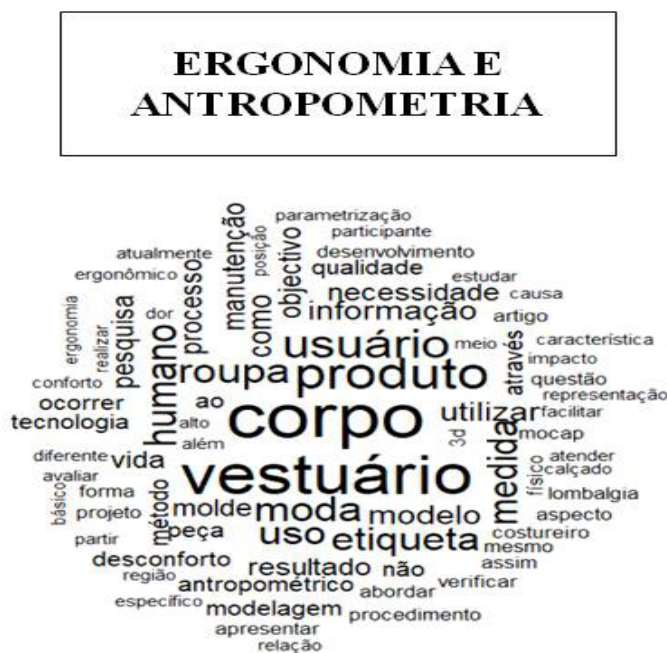 ERGONOMIA E
ANTROPOMETRIA
parametrização
participante
manutenção
posição
atualmente
desenvolvimento
ergonômico
processo
como
objectivo
qualidade
estudar
necessidade
causa
ergonomia
realizar
pesquisa
dor
humano
informação
artigo
através
característica
usuário
meio
impacto
conforto
roupa
produto
questão
representação
ocorrer
ao
corpo
utilizar
facilitar
tecnologia
alto
3d
mocap
além
medida
diferente
vida
vestuário
físico
atender
calçado
avaliar
básico
forma
método
lombalgia
projeto
molde
moda
modelo
aspecto
peça
uso
etiqueta
costureiro
partir
mesmo
desconforto
resultado
não
assim
região
antropométrico
abordar
verificar
específico
modelagem
procedimento
apresentar
relação